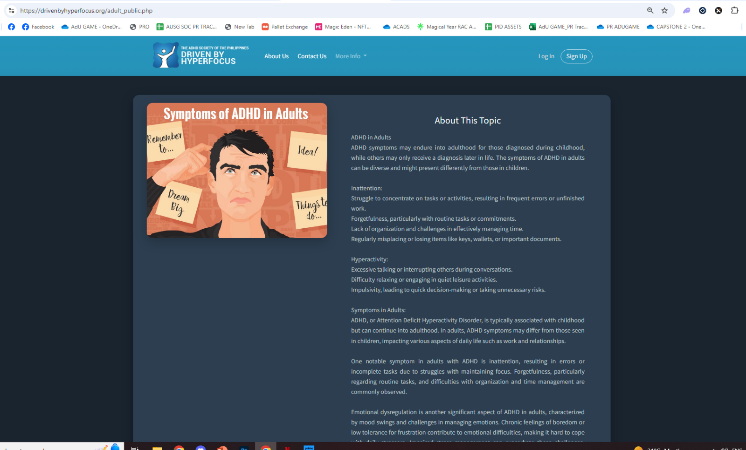 https://drivenbyhyperfocus.org/adult_public.php
Facebook
Facebook
AdU GAME - OneDr...
PRO
AUSG SOC PR TRAC...
New Tab
Pallet Exchange
Magic Eden - NFT...
ACADS
Magical Year KAC A...
PID ASSETS
AdU GAME_PR Trac...
PK ADUGAME
CAPSTONE 2 - One...
THE ADHD SOCIETY OF THE PHILIPPINES
DRIVEN BY
HYPERFOCUS
About Us
Contact Us
More Info
Log In
Sign Up
Symptoms of ADHD in Adults
Remember
to...
Idea!
Dream
Big
Things to
to...
About This Topic
ADHD in Adults
ADHD symptoms may endure into adulthood for those diagnosed during childhood,
while others may only receive a diagnosis later in life. The symptoms of ADHD in adults
can be diverse and might present differently from those in children.
Inattention:
Struggle to concentrate on tasks or activities, resulting in frequent errors or unfinished
work.
Forgetfulness, particularly with routine tasks or commitments.
Lack of organization and challenges in effectively managing time.
Regularly misplacing or losing items like keys, wallets, or important documents.
Hyperactivity:
Excessive talking or interrupting others during conversations.
Difficulty relaxing or engaging in quiet leisure activities.
Impulsivity, leading to quick decision-making or taking unnecessary risks.
Symptoms in Adults:
ADHD, or Attention Deficit Hyperactivity Disorder, is typically associated with childhood
but can continue into adulthood. In adults, ADHD symptoms may differ from those seen
in children, impacting various aspects of daily life such as work and relationships.
One notable symptom in adults with ADHD is inattention, resulting in errors or
incomplete tasks due to struggles with maintaining focus. Forgetfulness, particularly
regarding routine tasks, and difficulties with organization and time management are
commonly observed.
Emotional dysregulation is another significant aspect of ADHD in adults, characterized
by mood swings and challenges in managing emotions. Chronic feelings of boredom or
low tolerance for frustration contribute to emotional difficulties, making it hard to cope